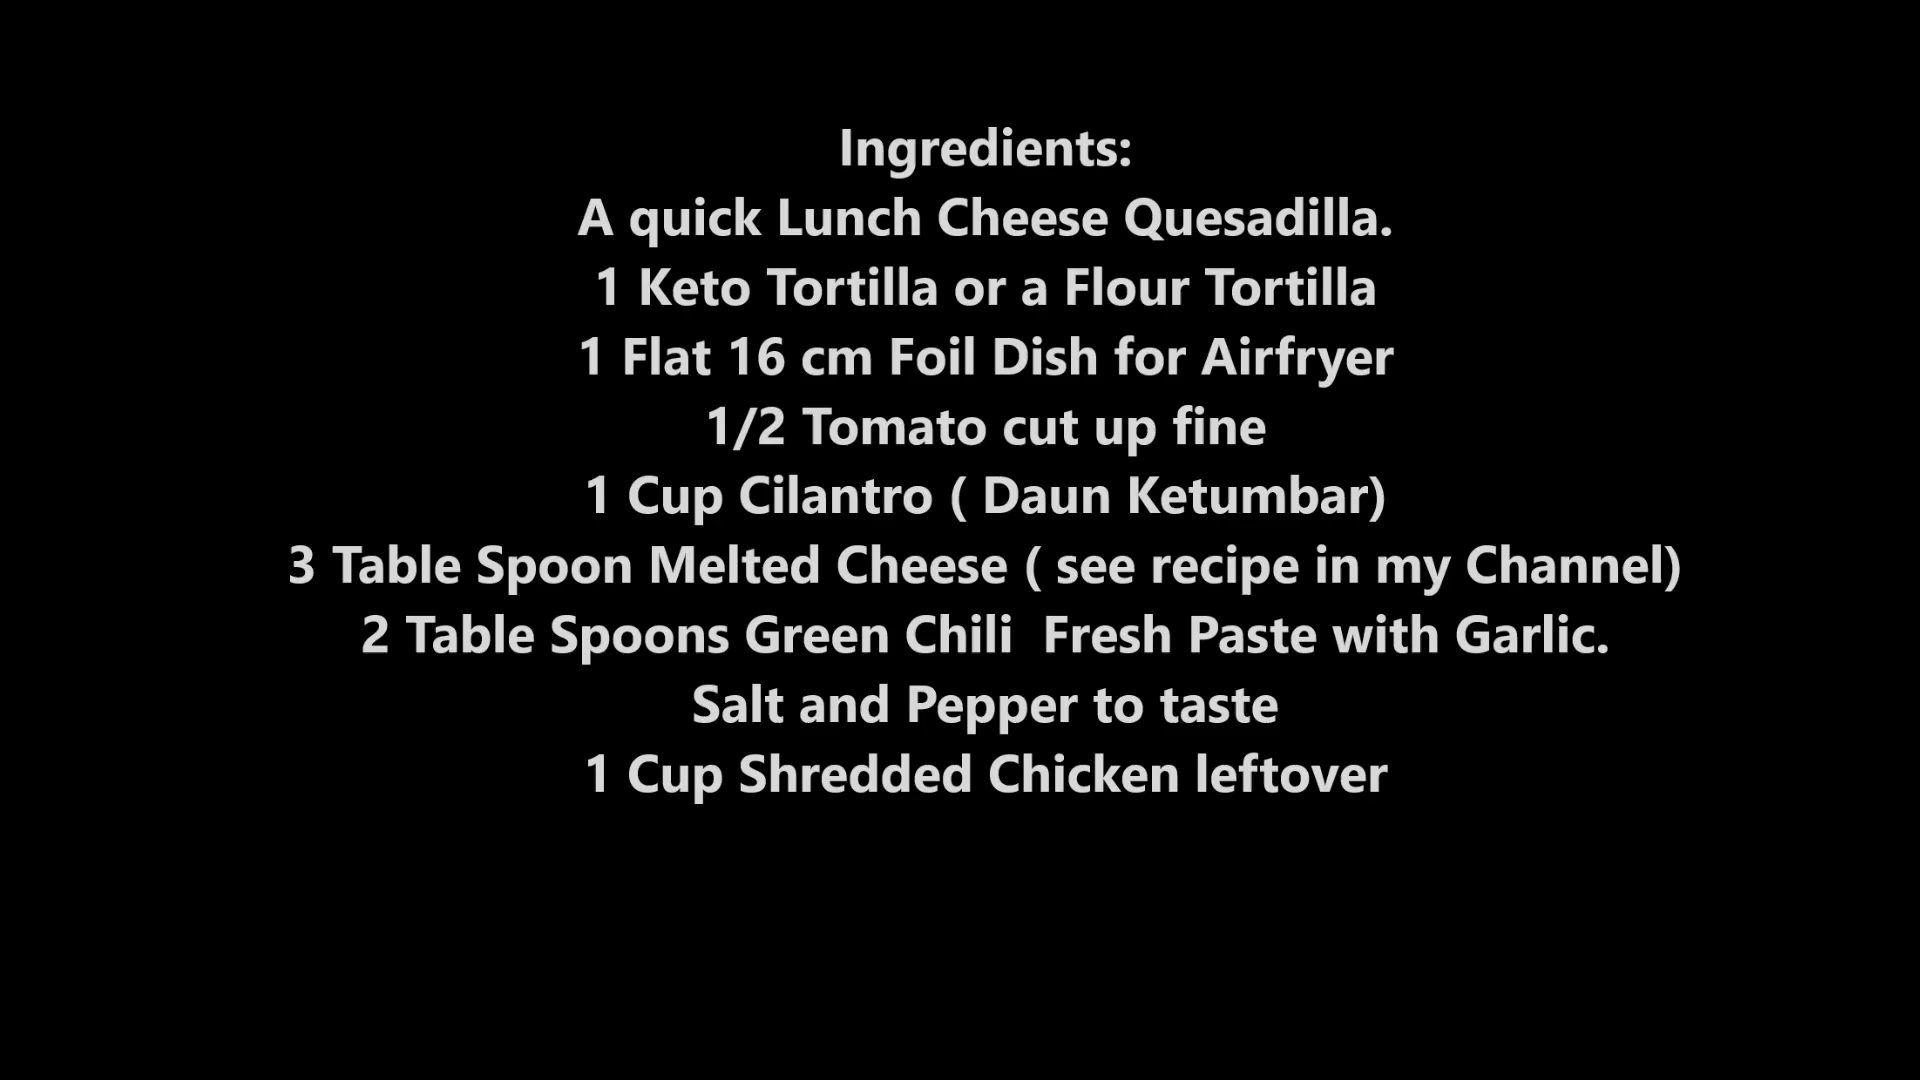 Ingredients:
A quick Lunch Cheese Quesadilla.
1 Keto Tortilla or a Flour Tortilla
1 Flat 16 cm Foil Dish for Airfryer
1/2 Tomato cut up fine
1 Cup Cilantro ( Daun Ketumbar)
3 Table Spoon Melted Cheese ( see recipe in my Channel)
2 Table Spoons Green Chili  Fresh Paste with Garlic.
Salt and Pepper to taste
1 Cup Shredded Chicken leftover